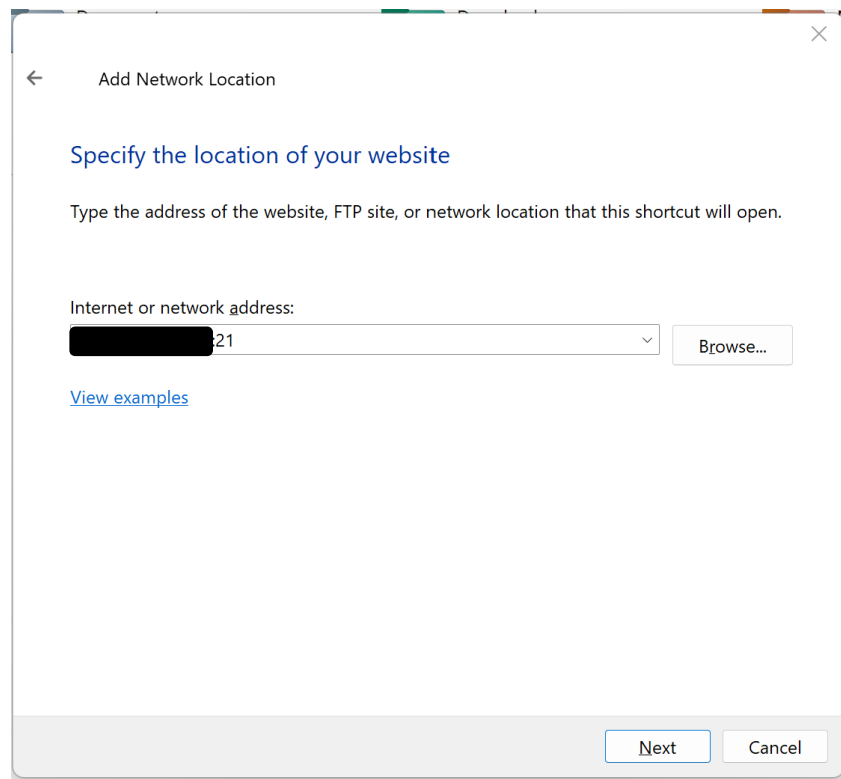 Add Network Location
Specify the location of your website
Type the address of the website, FTP site, or network location that this shortcut will open.
Internet or network address:
:21
Browse...
View examples
Next
Cancel